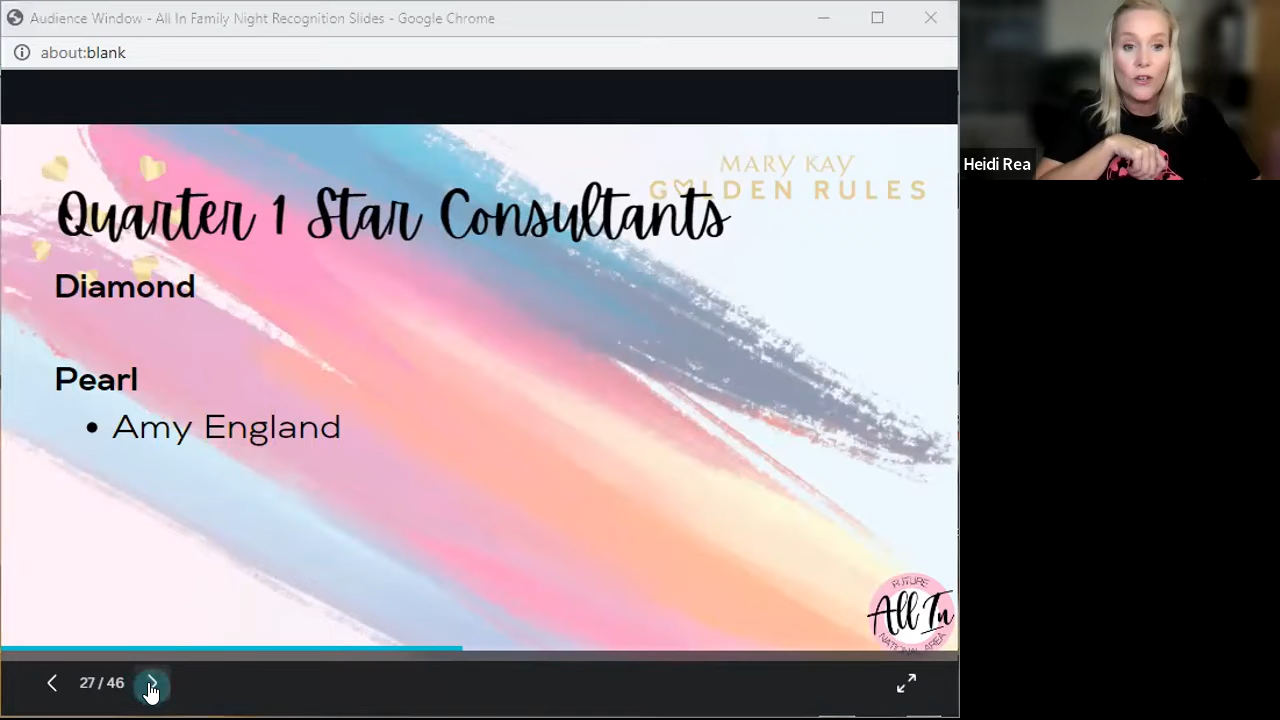 Audience Window - All In Family Night Recognition Slides - Google Chrome
about:blank
MARY KAY
GOLDEN RULES
Quarter 1 Star Consultants
Diamond
Pearl
• Amy England
FUTURE
All In
NATIONAL AREA
27 / 46
Heidi Rea